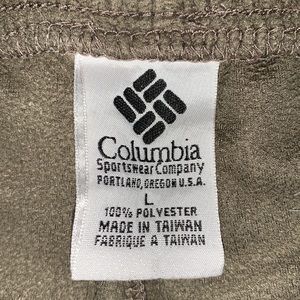 Columbia
Sportswear Company
PORTLAND, OREGON U.S.A.
L
100% POLYESTER
MADE IN TAIWAN
FABRIQUE A TAIWAN